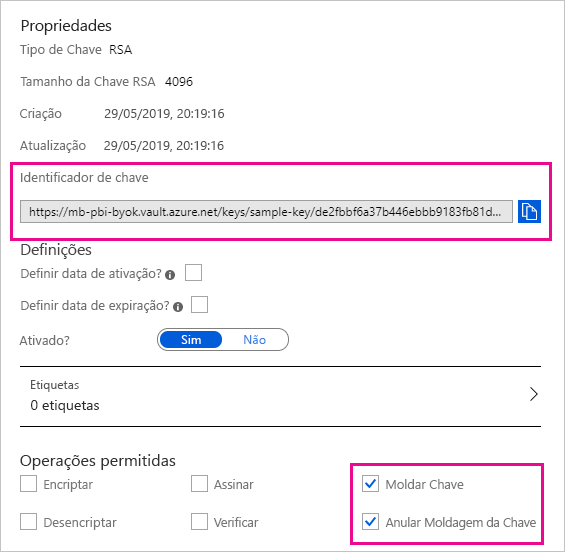 Propriedades
Tipo de Chave RSA
Tamanho da Chave RSA 4096
Criação 29/05/2019, 20:19:16
Atualização 29/05/2019, 20:19:16
Identificador de chave
https://mb-pbi-byok.vault.azure.net/keys/sample-key/de2fbbf6a37b446ebbb9183fb81d...
Definições
Definir data de ativação?
Definir data de expiração?
Ativado? Sim Não
Etiquetas
0 etiquetas
Operações permitidas
Encriptar Assinar Moldar Chave
Desencriptar Verificar Anular Moldagem da Chave